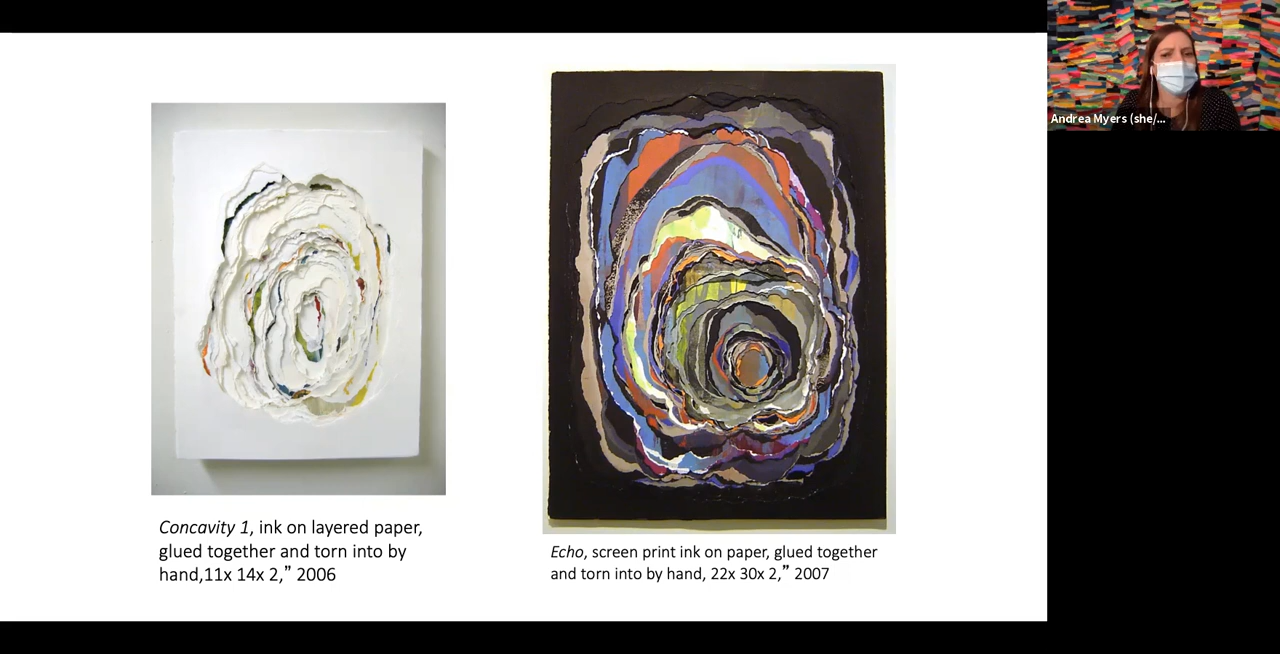 Concavity 1, ink on layered paper,
glued together and torn into by
hand,11x 14x 2,” 2006
Echo, screen print ink on paper, glued together
and torn into by hand, 22x 30x 2,” 2007
Andrea Myers (she/...